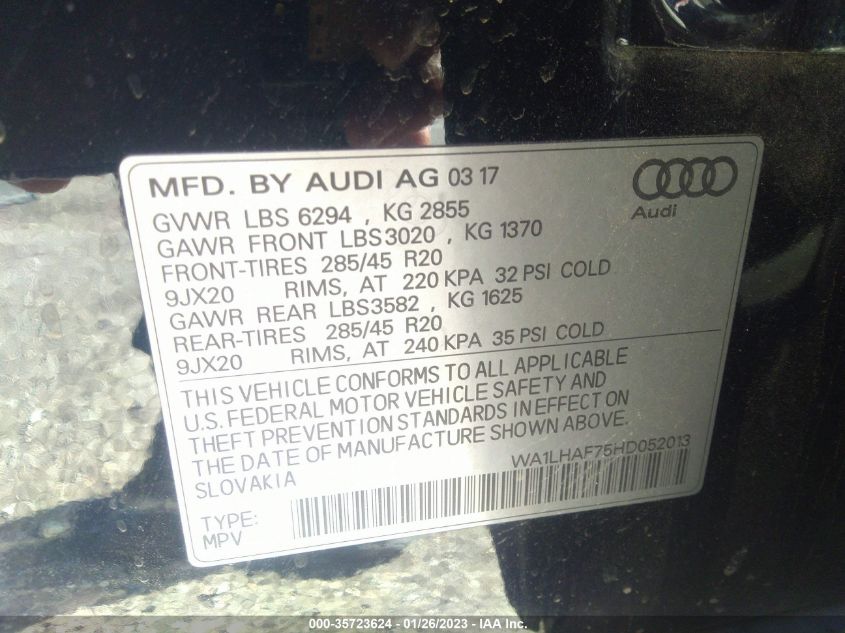 MFD. BY AUDI AG 03 17
Audi
GVWR LBS 6294 , KG 2855
GAWR FRONT LBS3020 , KG 1370
FRONT-TIRES 285/45 R20
9JX20 RIMS, AT 220 KPA 32 PSI COLD
GAWR REAR LBS3582 , KG 1625
REAR-TIRES 285/45 R20
9JX20 RIMS, AT 240 KPA 35 PSI COLD
THIS VEHICLE CONFORMS TO ALL APPLICABLE
U.S. FEDERAL MOTOR VEHICLE SAFETY AND
THEFT PREVENTION STANDARDS IN EFFECT ON
THE DATE OF MANUFACTURE SHOWN ABOVE.
SLOVAKIA WA1LHAF75HD052013
TYPE:
MPV
000-35723624 / 01/26/2023 - IAA Inc.